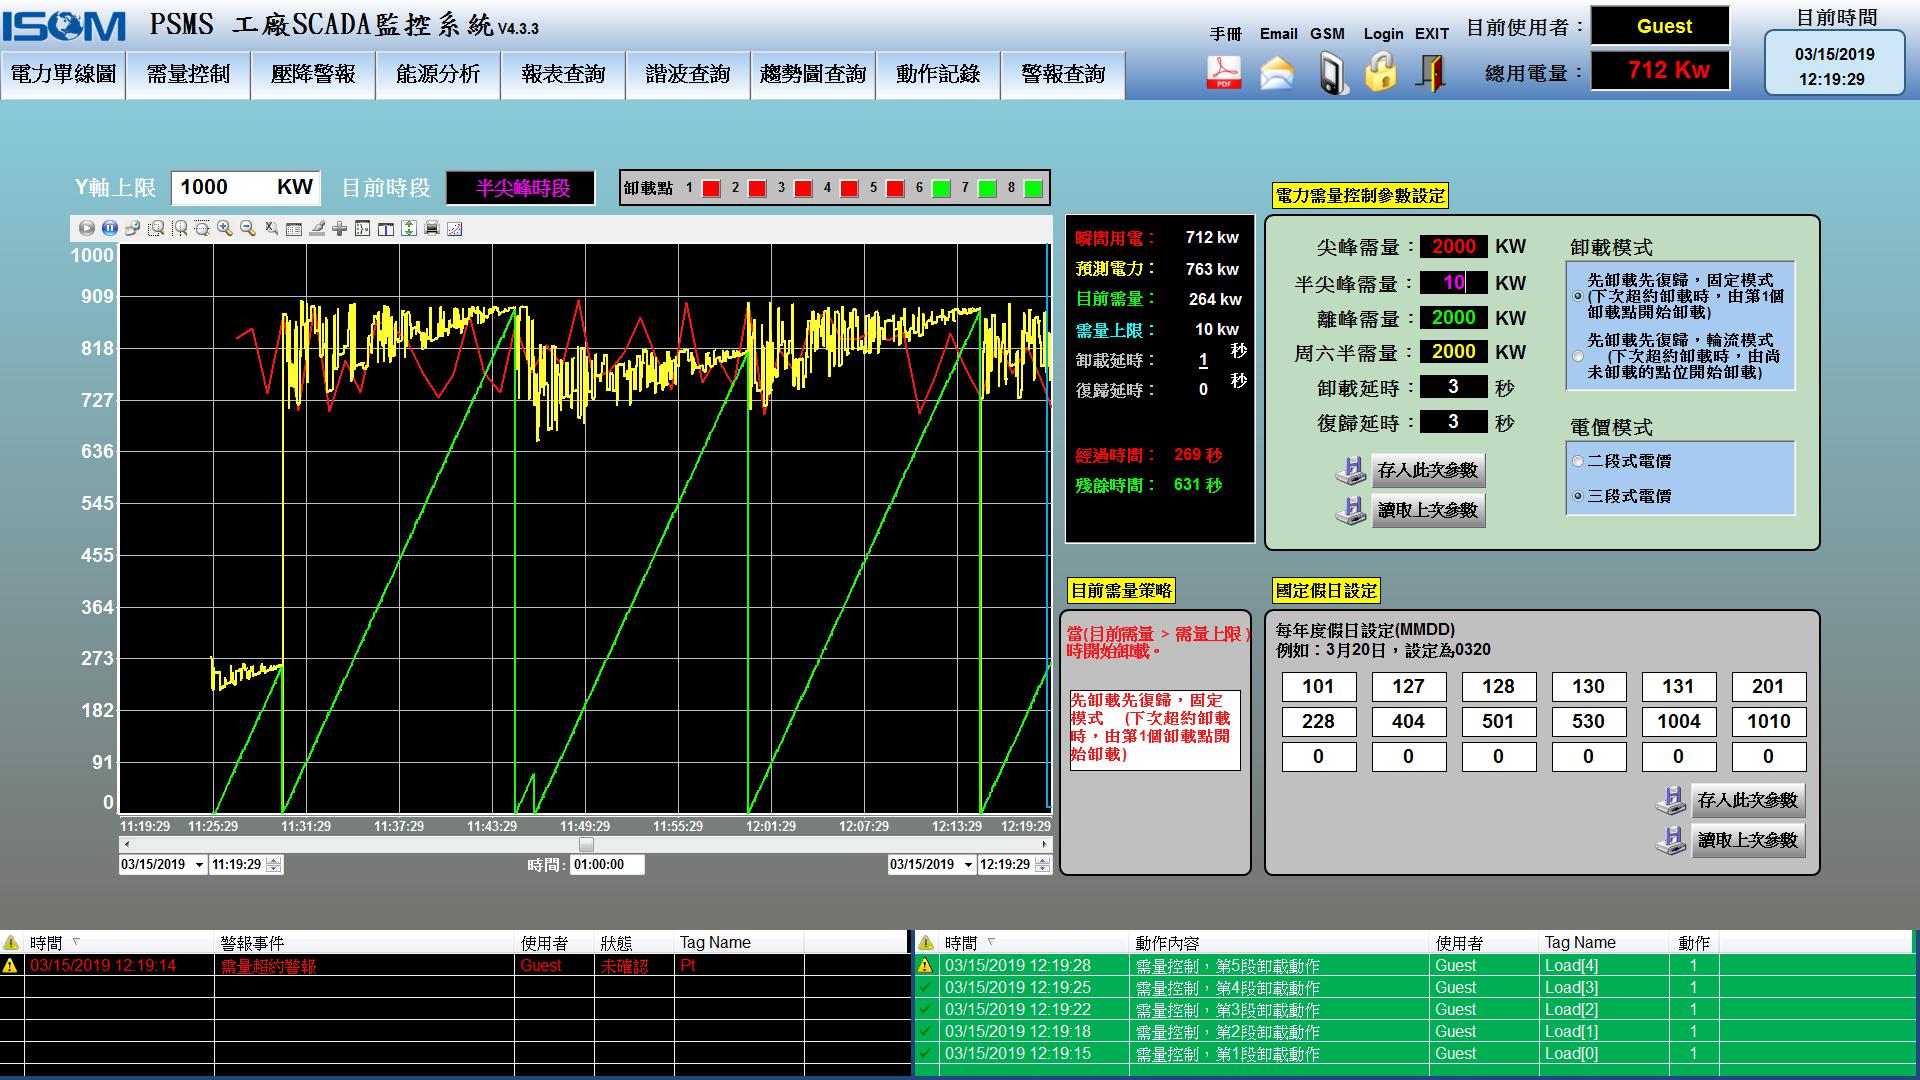 ISOM
PSMS 工廠SCADA監控系統 V4.3.3
手冊 Email GSM Login EXIT
PDF
目前使用者： Guest
總用電量： 712 Kw
目前時間
03/15/2019
12:19:29
電力單線圖 需量控制 壓降警報 能源分析 報表查詢 諧波查詢 趨勢圖查詢 動作記錄 警報查詢
Y軸上限 1000 KW 目前時段 半尖峰時段
卸載點 1 2 3 4 5 6 7 8
1000
909
818
727
636
545
455
364
273
182
91
0
11:19:29 11:25:29 11:31:29 11:37:29 11:43:29 11:49:29 11:55:29 12:01:29 12:07:29 12:13:29 12:19:29
03/15/2019 11:19:29 時間: 01:00:00 03/15/2019 12:19:29
瞬間用電： 712 kw
預測電力： 763 kw
目前需量： 264 kw
需量上限： 10 kw
卸載延時： 1 秒
復歸延時： 0 秒
經過時間： 269 秒
殘餘時間： 631 秒
電力需量控制參數設定
尖峰需量： 2000 KW
半尖峰需量： 10 KW
離峰需量： 2000 KW
周六半需量： 2000 KW
卸載延時： 3 秒
復歸延時： 3 秒
存入此次參數
讀取上次參數
卸載模式
先卸載先復歸，固定模式
(下次超約卸載時，由第1個
卸載點開始卸載)
先卸載先復歸，輪流模式
(下次超約卸載時，由尚
未卸載的點位開始卸載)
電價模式
二段式電價
三段式電價
目前需量策略
當(目前需量 > 需量上限)
時開始卸載。
先卸載先復歸，固定
模式 (下次超約卸載
時，由第1個卸載點開
始卸載)
國定假日設定
每年度假日設定(MMDD)
例如：3月20日，設定為0320
101 127 128 130 131 201
228 404 501 530 1004 1010
0 0 0 0 0 0
存入此次參數
讀取上次參數
時間 警報事件 使用者 狀態 Tag Name
03/15/2019 12:19:14 需量超約警報 Guest 未確認 Pt
時間 動作內容 使用者 Tag Name 動作
03/15/2019 12:19:28 需量控制，第5段卸載動作 Guest Load[4] 1
03/15/2019 12:19:25 需量控制，第4段卸載動作 Guest Load[3] 1
03/15/2019 12:19:22 需量控制，第3段卸載動作 Guest Load[2] 1
03/15/2019 12:19:18 需量控制，第2段卸載動作 Guest Load[1] 1
03/15/2019 12:19:15 需量控制，第1段卸載動作 Guest Load[0] 1